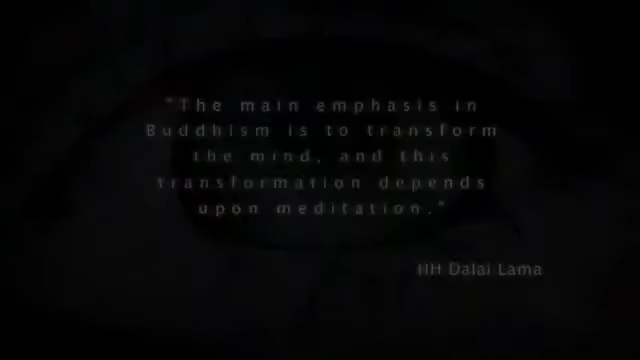 "The main emphasis in
Buddhism is to transform
the mind, and this
transformation depends
upon meditation."
HH Dalai Lama